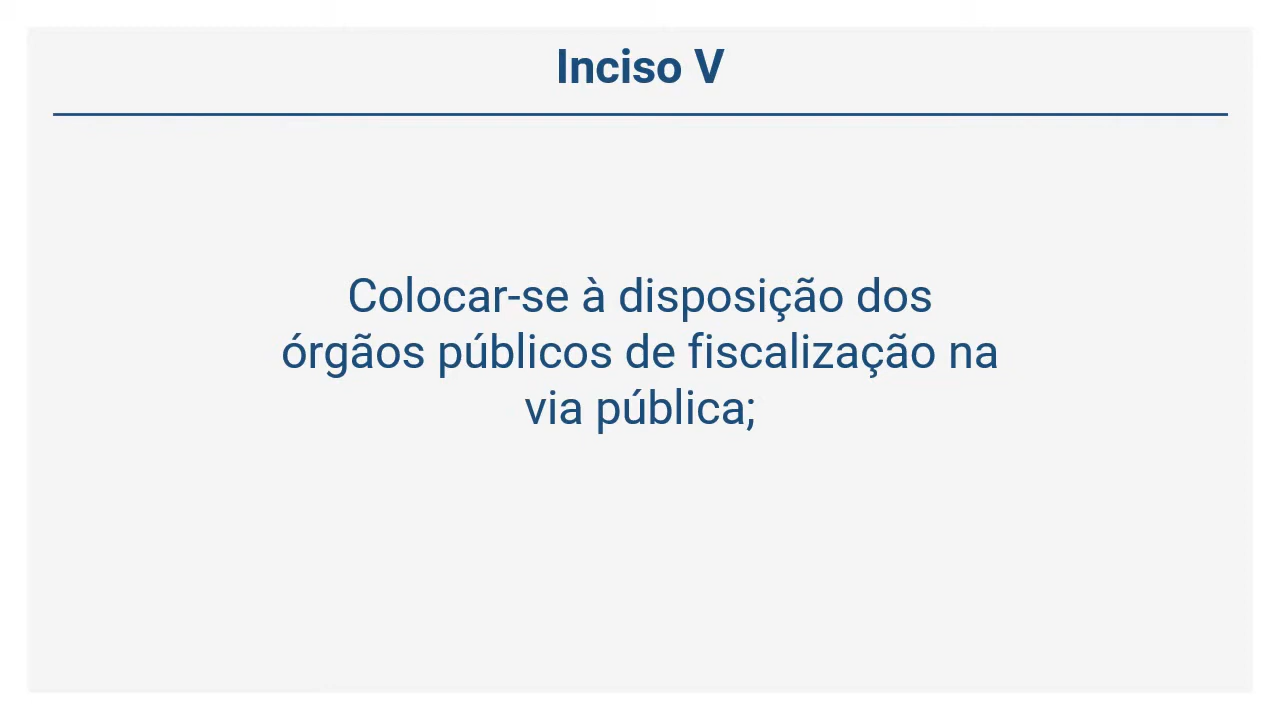 Inciso V
Colocar-se à disposição dos
órgãos públicos de fiscalização na
via pública;